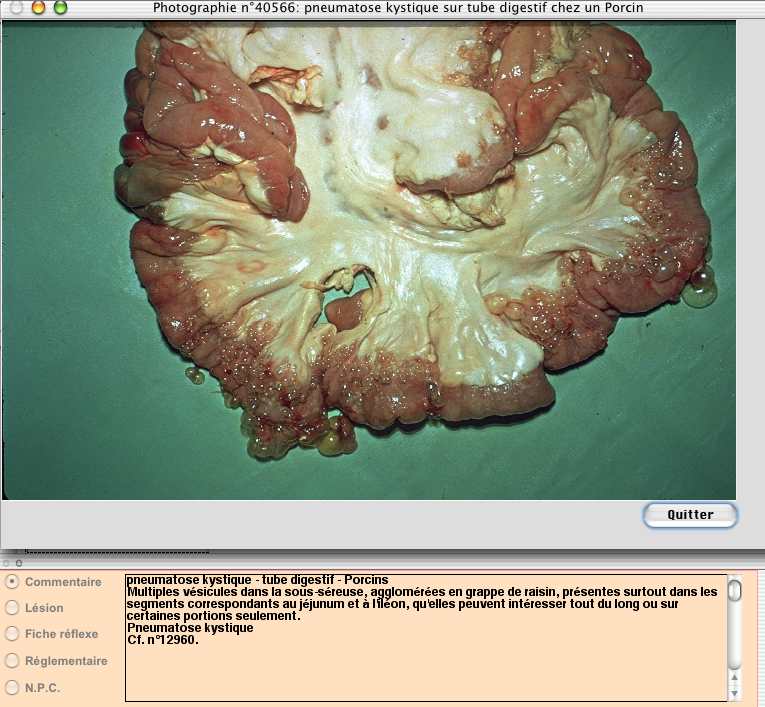 Photographie n°40566: pneumatose kystique sur tube digestif chez un Porcin
Quitter
Commentaire
Lésion
Fiche réflexe
Réglementaire
N.P.C.
pneumatose kystique - tube digestif - Porcins
Multiples vésicules dans la sous-séreuse, agglomérées en grappe de raisin, présentes surtout dans les
segments correspondants au jéjunum et à l'iléon, qu'elles peuvent intéresser tout du long ou sur
certaines portions seulement.
Pneumatose kystique
Cf. n°12960.